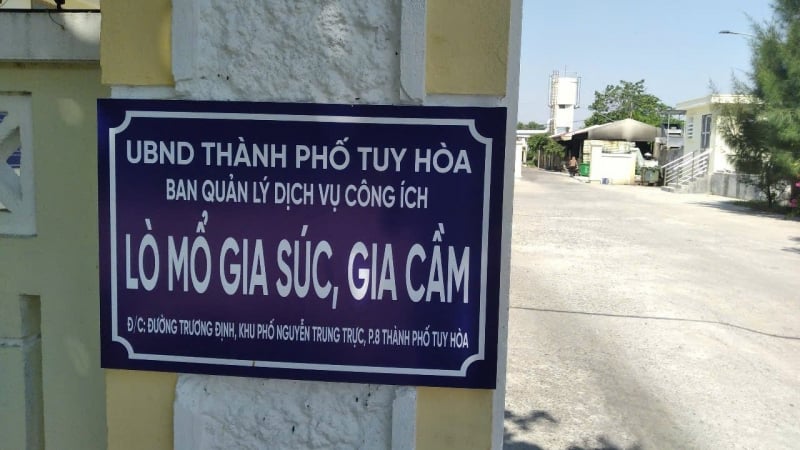 UBND THÀNH PHỐ TUY HÒA
BAN QUẢN LÝ DỊCH VỤ CÔNG ÍCH
LÒ MỔ GIA SÚC, GIA CẦM
Đ/C: ĐƯỜNG TRƯƠNG ĐỊNH, KHU PHỐ NGUYỄN TRUNG TRỰC, P.8 THÀNH PHỐ TUY HÒA